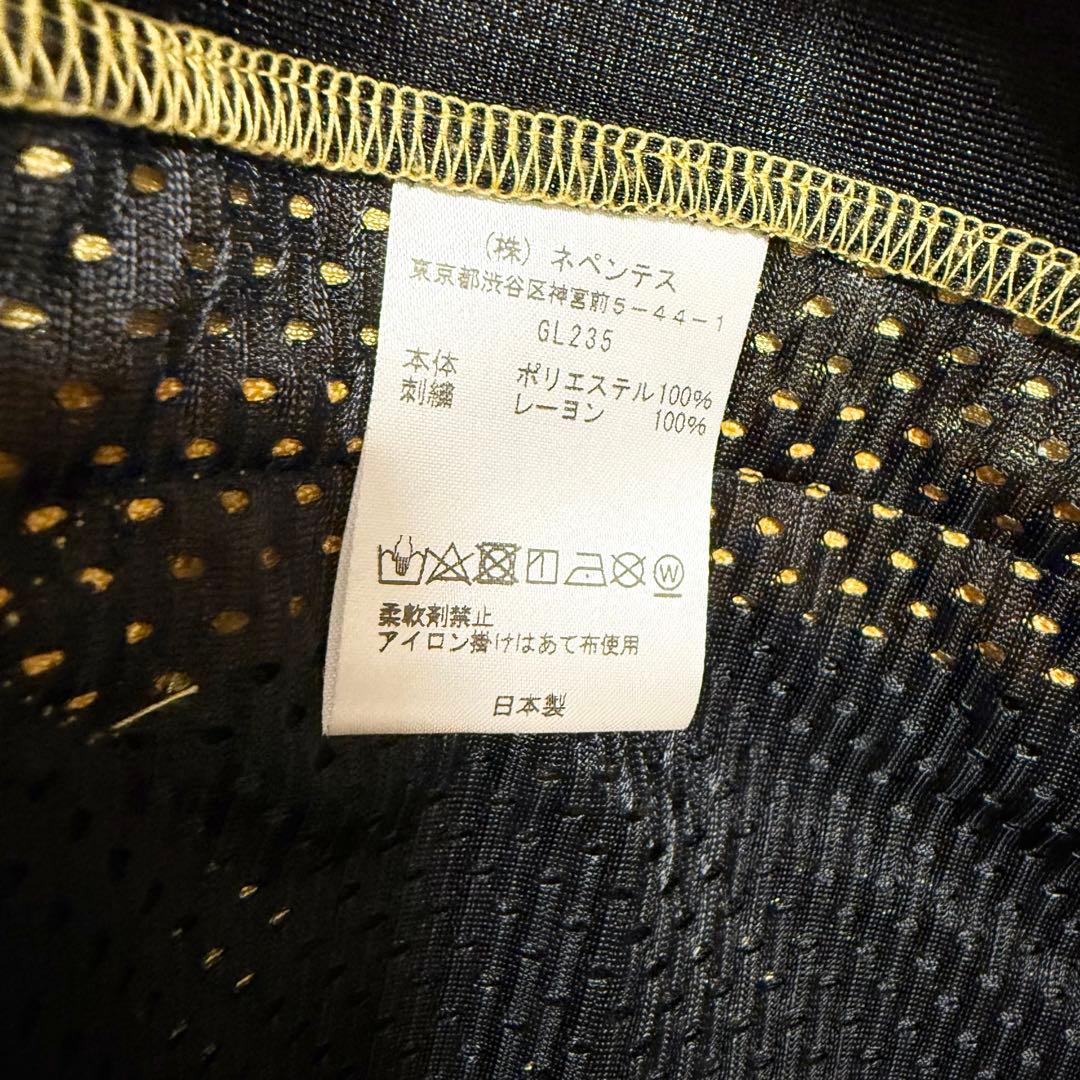 (株) ネペンテス
東京都渋谷区神宮前5-44-1
GL235
本体 ポリエステル100%
刺繍 レーヨン 100%
W
柔軟剤禁止
アイロン掛けはあて布使用
日本製